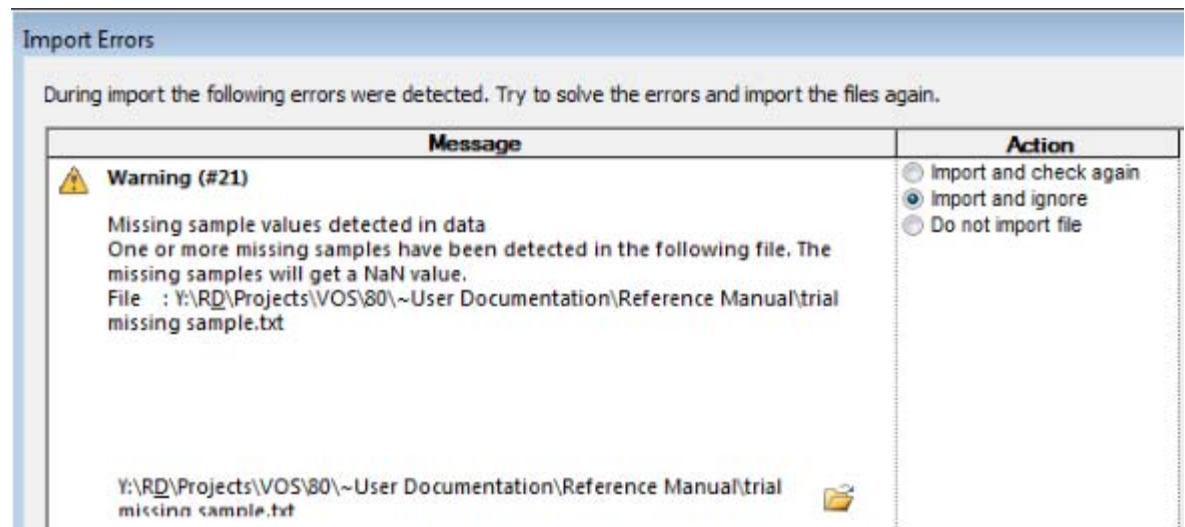 Import Errors
During import the following errors were detected. Try to solve the errors and import the files again.
Message
Action
Warning (#21)
Import and check again
Import and ignore
Do not import file
Missing sample values detected in data
One or more missing samples have been detected in the following file. The
missing samples will get a NaN value.
File : Y:\RD\Projects\VOS\80\~User Documentation\Reference Manual\trial
missing sample.txt
Y:\RD\Projects\VOS\80\~User Documentation\Reference Manual\trial
missing sample.txt